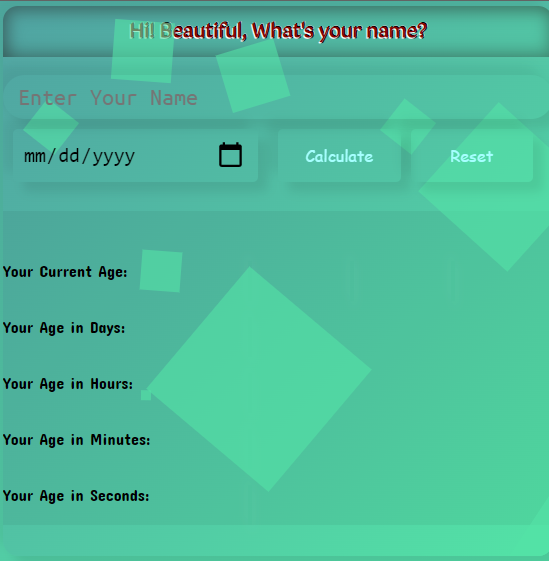 Hi! Beautiful, What's your name?
Enter Your Name
mm/dd/yyyy Calculate Reset
Your Current Age:
Your Age in Days:
Your Age in Hours:
Your Age in Minutes:
Your Age in Seconds: